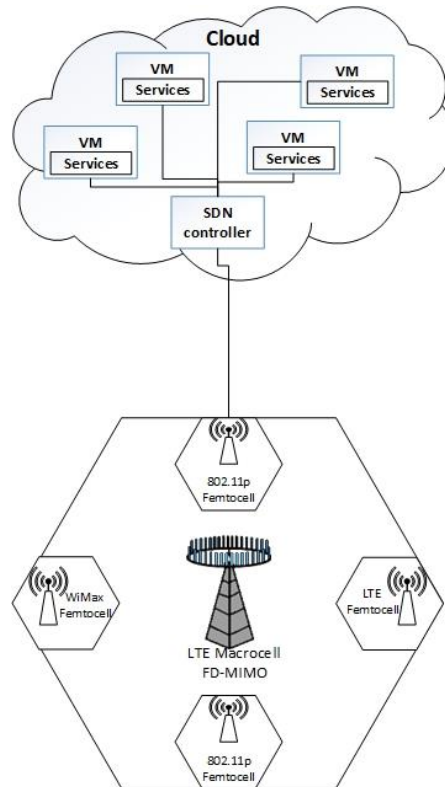 Cloud
VM
Services
VM
Services
VM
Services
VM
Services
SDN
controller
802.11p
Femtocell
WiMax
Femtocell
LTE
Femtocell
LTE Macrocell
FD-MIMO
802.11p
Femtocell